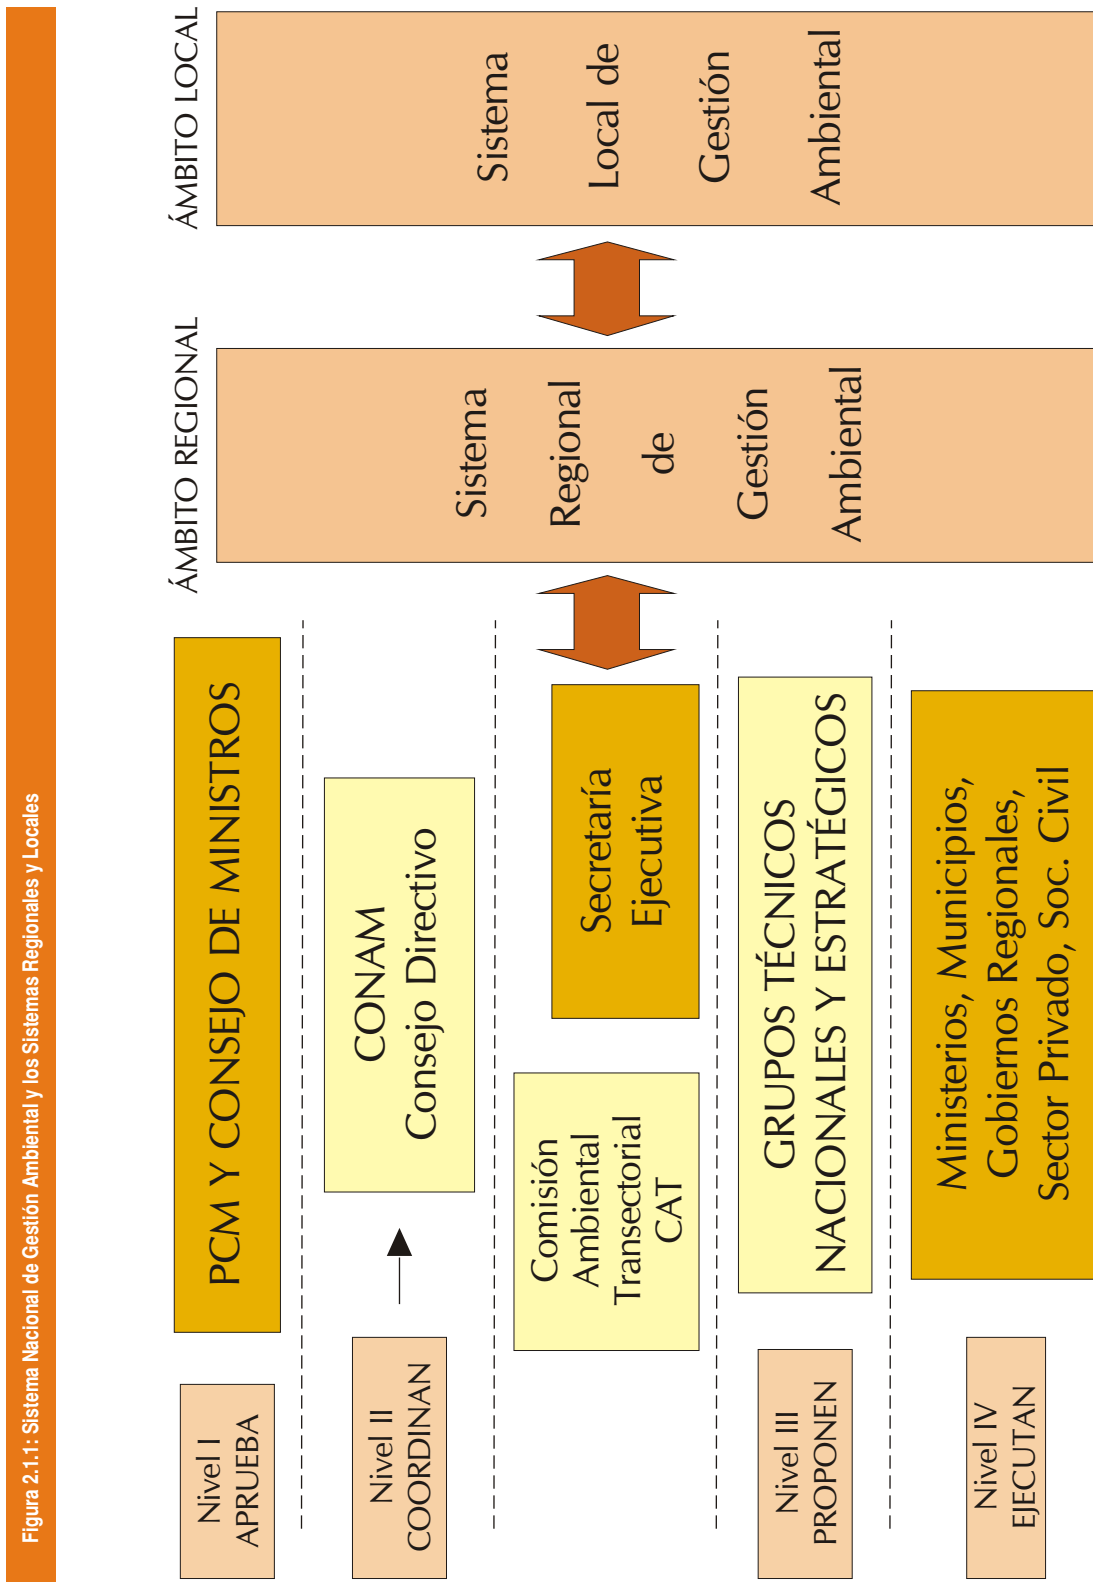 Figura 2.1.1: Sistema Nacional de Gestión Ambiental y los Sistemas Regionales y Locales
Nivel I
APRUEBA
PCM Y CONSEJO DE MINISTROS
ÁMBITO REGIONAL
ÁMBITO LOCAL
Nivel II
COORDINAN
CONAM
Consejo Directivo
Comisión
Ambiental
Transectorial
CAT
Secretaría
Ejecutiva
Nivel III
PROPONEN
GRUPOS TÉCNICOS
NACIONALES Y ESTRATÉGICOS
Nivel IV
EJECUTAN
Ministerios, Municipios,
Gobiernos Regionales,
Sector Privado, Soc. Civil
Sistema
Regional
de
Gestión
Ambiental
Sistema
Local de
Gestión
Ambiental